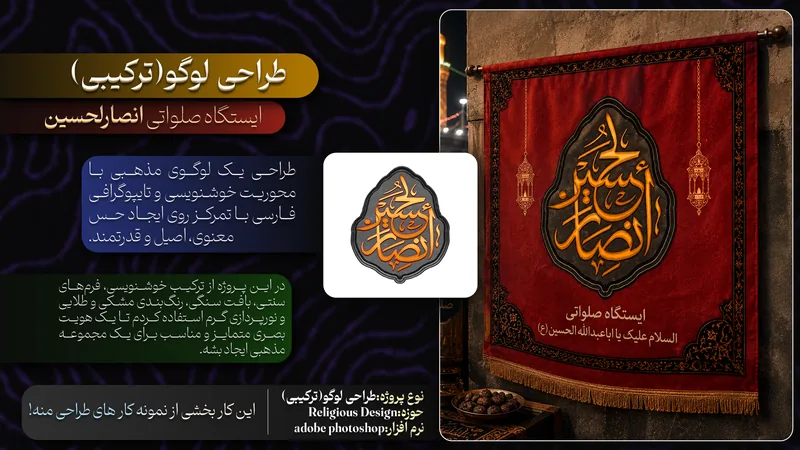 طراحی لوگو(ترکیبی)
ایستگاه صلواتی انصارلحسین
طراحی یک لوگوی مذهبی با
محوریت خوشنویسی و تایپوگرافی
فارسی با تمرکز روی ایجاد حس
معنوی، اصیل و قدرتمند.
در این پروژه از ترکیب خوشنویسی، فرم‌های
سنتی، بافت سنگی، رنگ‌بندی مشکی و طلایی
و نورپردازی گرم استفاده کردم تا یک هویت
بصری متمایز و مناسب برای یک مجموعه
مذهبی ایجاد بشه.
نوع پروژه:طراحی لوگو(ترکیبی)
حوزه:Religious Design
نرم افزار:adobe photoshop
این کار بخشی از نمونه کار های طراحی منه!
أنصار لحسین
أنصار لحسین
ایستگاه صلواتی
السلام علیک یا اباعبدالله الحسین (ع)